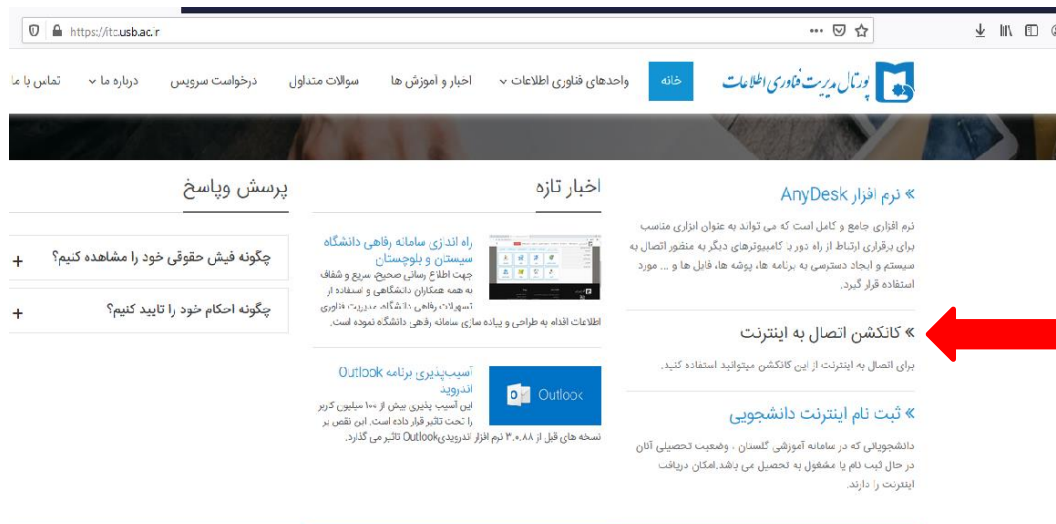 https://itc.usb.ac.ir
پورتال مدیریت فناوری اطلاعات
خانه
واحدهای فناوری اطلاعات
اخبار و آموزش ها
سوالات متداول
درخواست سرویس
درباره ما
تماس با ما
» نرم افزار AnyDesk
نرم افزاری جامع و کامل است که می تواند به عنوان ابزاری مناسب
برای برقراری ارتباط از راه دور با کامپیوترهای دیگر به منظور اتصال به
سیستم و ایجاد دسترسی به برنامه ها، پوشه ها، فایل ها و ... مورد
استفاده قرار گیرد.
» کانکشن اتصال به اینترنت
برای اتصال به اینترنت از این کانکشن میتوانید استفاده کنید.
» ثبت نام اینترنت دانشجویی
دانشجویانی که در سامانه آموزشی گلستان ، وضعیت تحصیلی آنان
در حال ثبت نام یا مشغول به تحصیل می باشد.امکان دریافت
اینترنت را دارند.
اخبار تازه
راه اندازی سامانه رفاهی دانشگاه
سیستان و بلوچستان
جهت اطلاع رسانی صحیح، سریع و شفاف
به همه همکاران دانشگاهی و استفاده از
تسهیلات رفاهی دانشگاه، مدیریت فناوری
اطلاعات اقدام به طراحی و پیاده سازی سامانه رفاهی دانشگاه نموده است.
آسیب‌پذیری برنامه Outlook
اندروید
Outlook
این آسیب پذیری بیش از ۱۰۰ میلیون کاربر
را تحت تاثیر قرار داده است. این نقص بر
نسخه های قبل از ۳.۰.۸۸ نرم افزار اندرویدیOutlook تاثیر می گذارد.
پرسش وپاسخ
چگونه فیش حقوقی خود را مشاهده کنیم؟
+
چگونه احکام خود را تایید کنیم؟
+